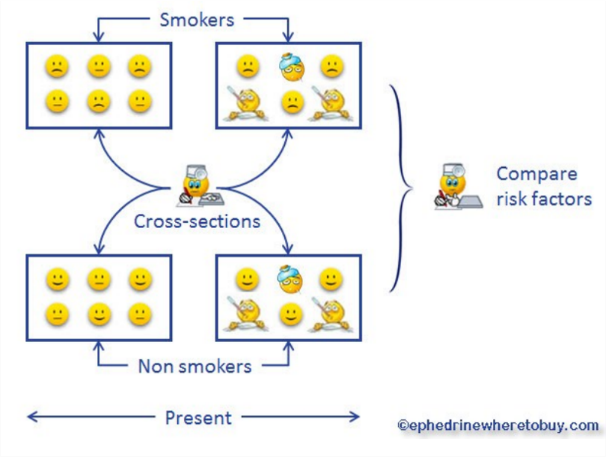 Smokers
Cross-sections
Compare
risk factors
Non smokers
Present
©ephedrinewheretobuy.com